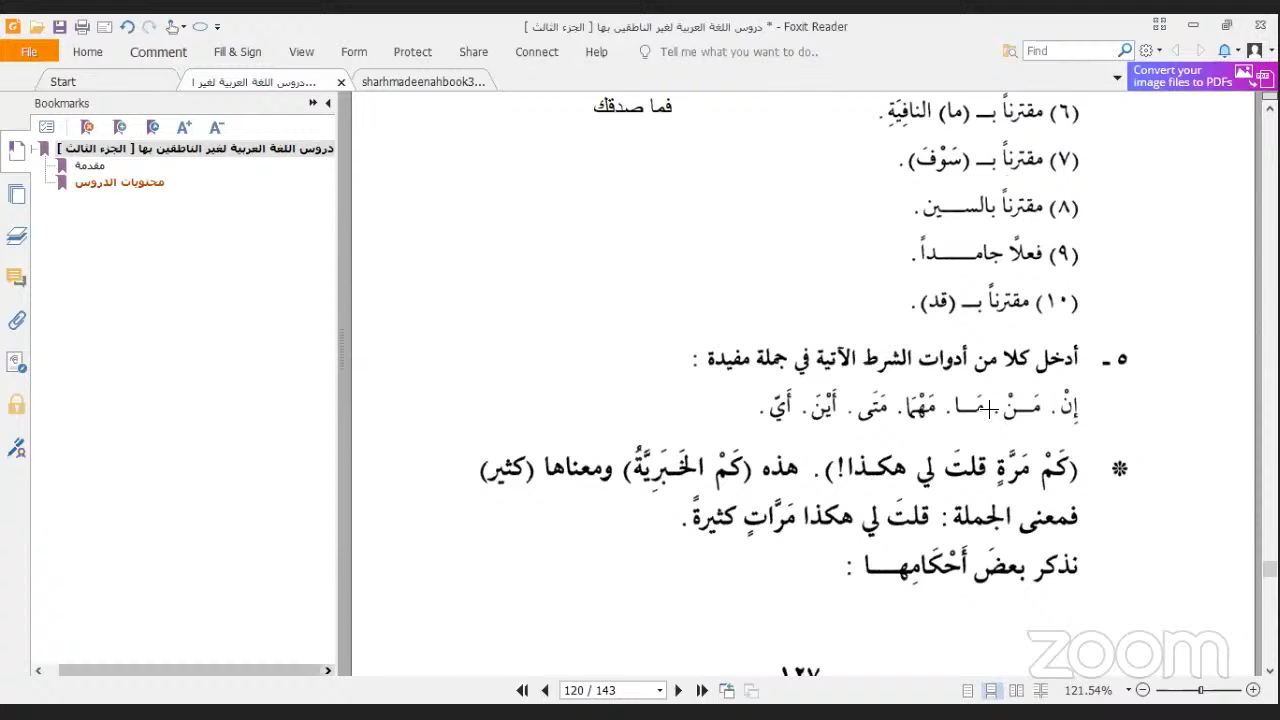 [ دروس اللغة العربية لغير الناطقين بها [ الجزء الثالث * - Foxit Reader
File Home Comment Fill & Sign View Form Protect Share Connect Help Tell me what you want to do.. Find
Start دروس اللغة العربية لغير ا... sharhmadeenahbook3... Convert your image files to PDFs
Bookmarks
دروس اللغة العربية لغير الناطقين بها [ الجزء الثالث ]
مقدمة
محتويات الدروس
(٦) مقترناً بـ (ما) النافِيَةِ. فما صدقك
(٧) مقترناً بـ (سَوْفَ).
(٨) مقترناً بالسين.
(٩) فعلاً جامداً.
(١٠) مقترناً بـ (قد).
٥ - أدخل كلا من أدوات الشرط الآتية في جملة مفيدة :
إِنْ. مَنْ. مَا. مَهْمَا. مَتَى. أَيْنَ. أَيّ.
* (كَمْ مَرَّةٍ قلتَ لي هكذا!). هذه (كَمْ الخَبَرِيَّةُ) ومعناها (كثير)
فمعنى الجملة: قلتَ لي هكذا مَرَّاتٍ كثيرةً.
نذكر بعضَ أَحْكَامِها :
١٢٧
zoom
120 / 143 121.54%